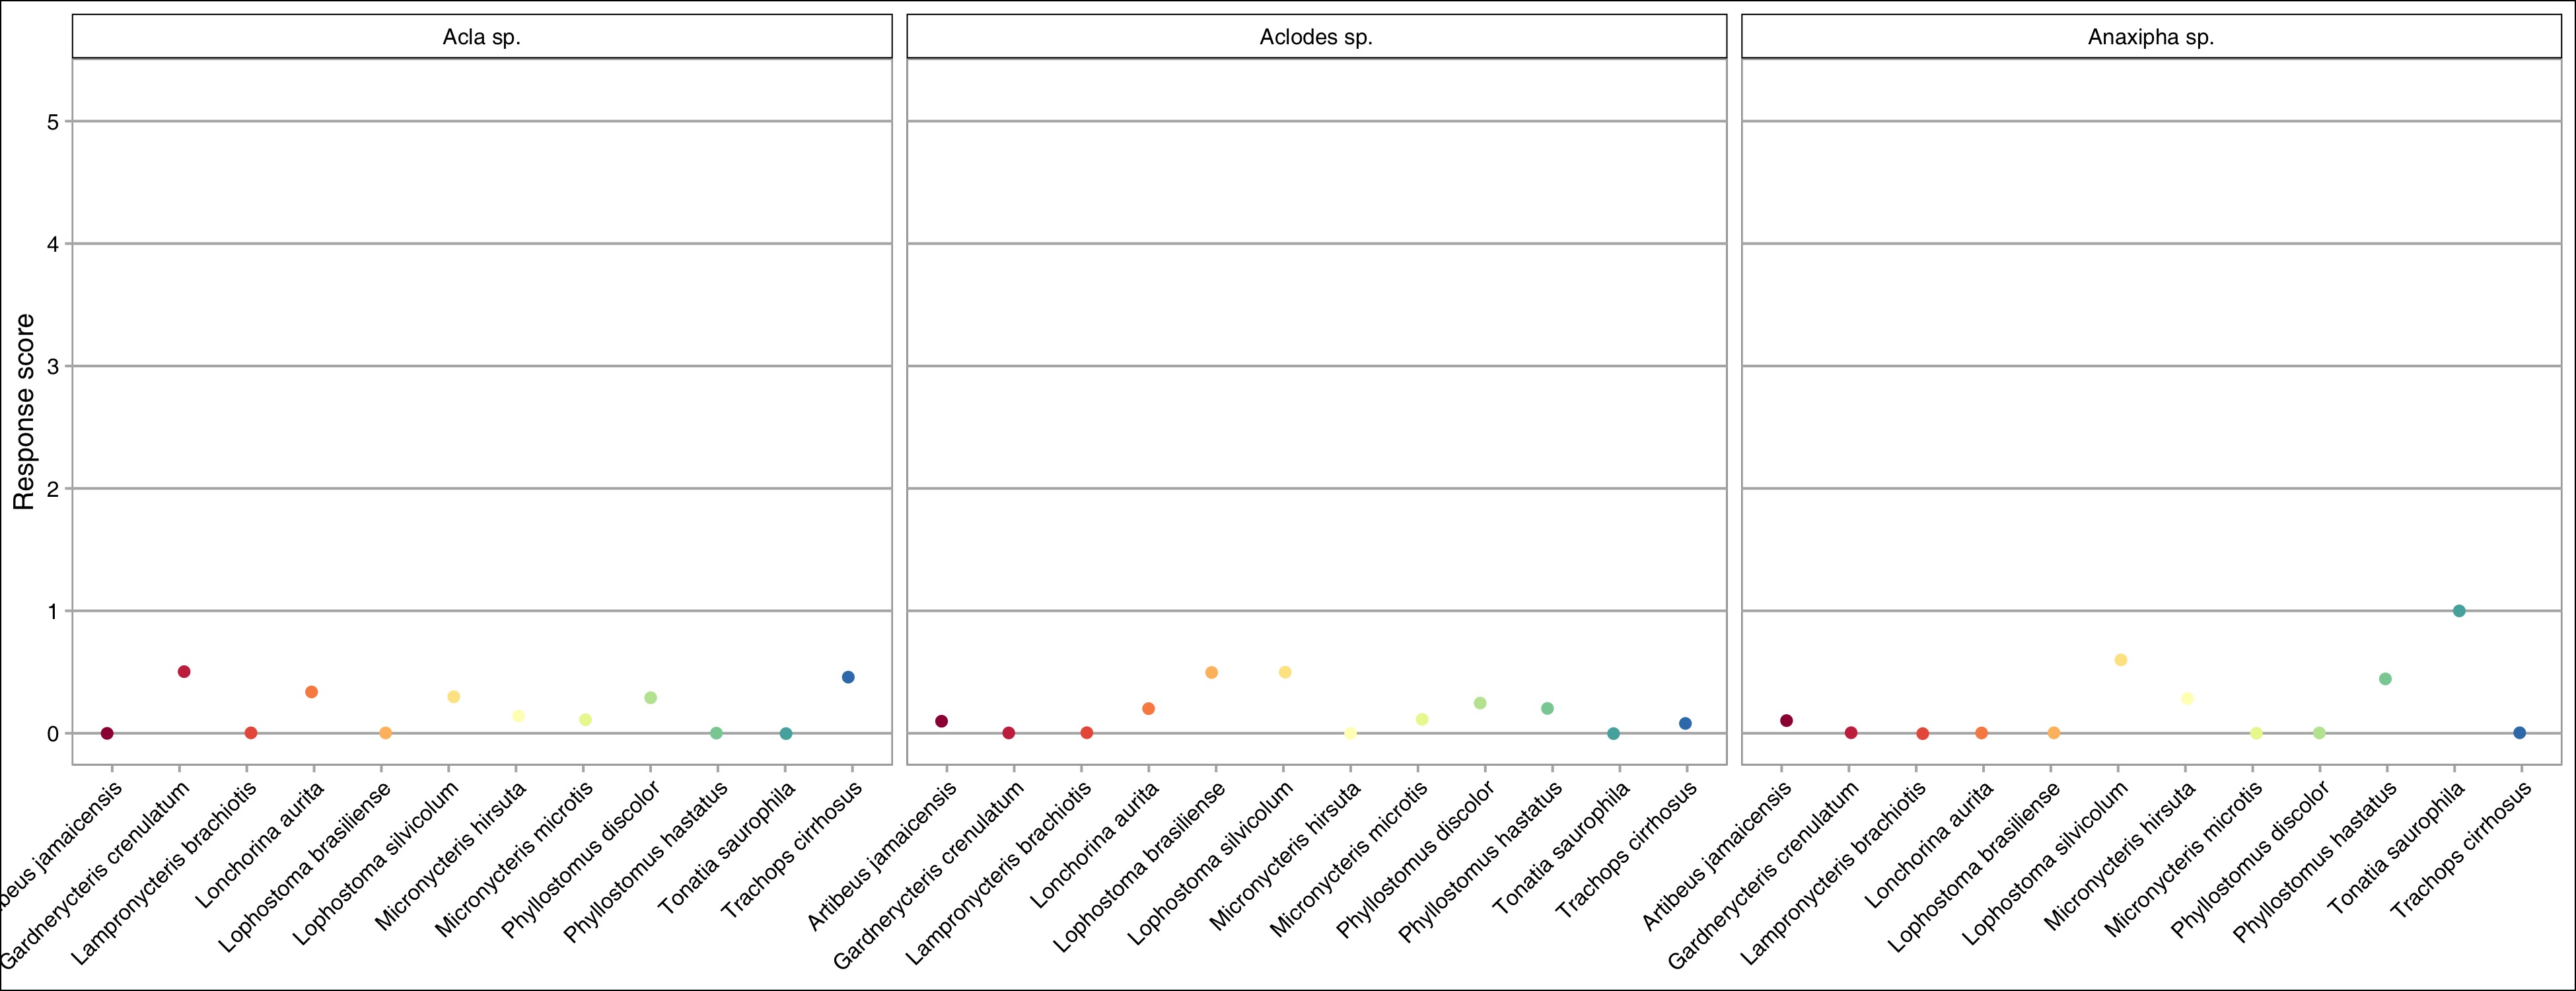 Acla sp.
Aclodes sp.
Anaxipha sp.
Response score
5
4
3
2
1
0
beus jamaicensis
Gardnerycteris crenulatum
Lampronycteris brachiotis
Lonchorina aurita
Lophostoma brasiliense
Lophostoma silvicolum
Micronycteris hirsuta
Micronycteris microtis
Phyllostomus discolor
Phyllostomus hastatus
Tonatia saurophila
Trachops cirrhosus
Artibeus jamaicensis
Gardnerycteris crenulatum
Lampronycteris brachiotis
Lonchorina aurita
Lophostoma brasiliense
Lophostoma silvicolum
Micronycteris hirsuta
Micronycteris microtis
Phyllostomus discolor
Phyllostomus hastatus
Tonatia saurophila
Trachops cirrhosus
Artibeus jamaicensis
Gardnerycteris crenulatum
Lampronycteris brachiotis
Lonchorina aurita
Lophostoma brasiliense
Lophostoma silvicolum
Micronycteris hirsuta
Micronycteris microtis
Phyllostomus discolor
Phyllostomus hastatus
Tonatia saurophila
Trachops cirrhosus